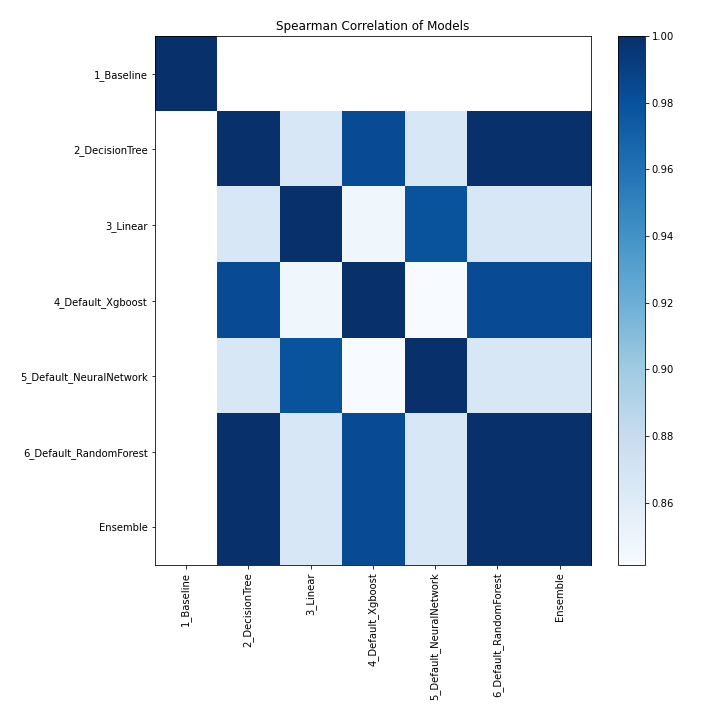 Spearman Correlation of Models
1_Baseline
2_DecisionTree
3_Linear
4_Default_Xgboost
5_Default_NeuralNetwork
6_Default_RandomForest
Ensemble
1_Baseline
2_DecisionTree
3_Linear
4_Default_Xgboost
5_Default_NeuralNetwork
6_Default_RandomForest
Ensemble
1.00
0.98
0.96
0.94
0.92
0.90
0.88
0.86